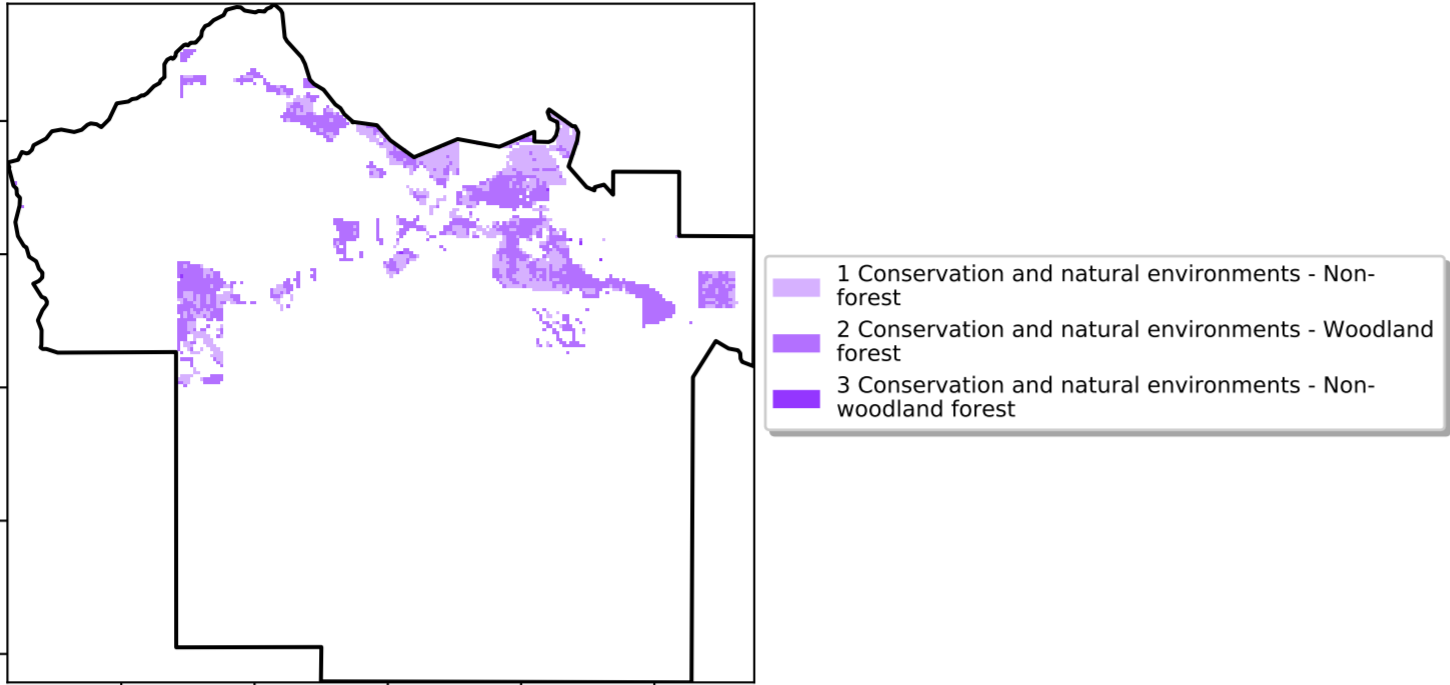 1 Conservation and natural environments - Non-
forest
2 Conservation and natural environments - Woodland
forest
3 Conservation and natural environments - Non-
woodland forest